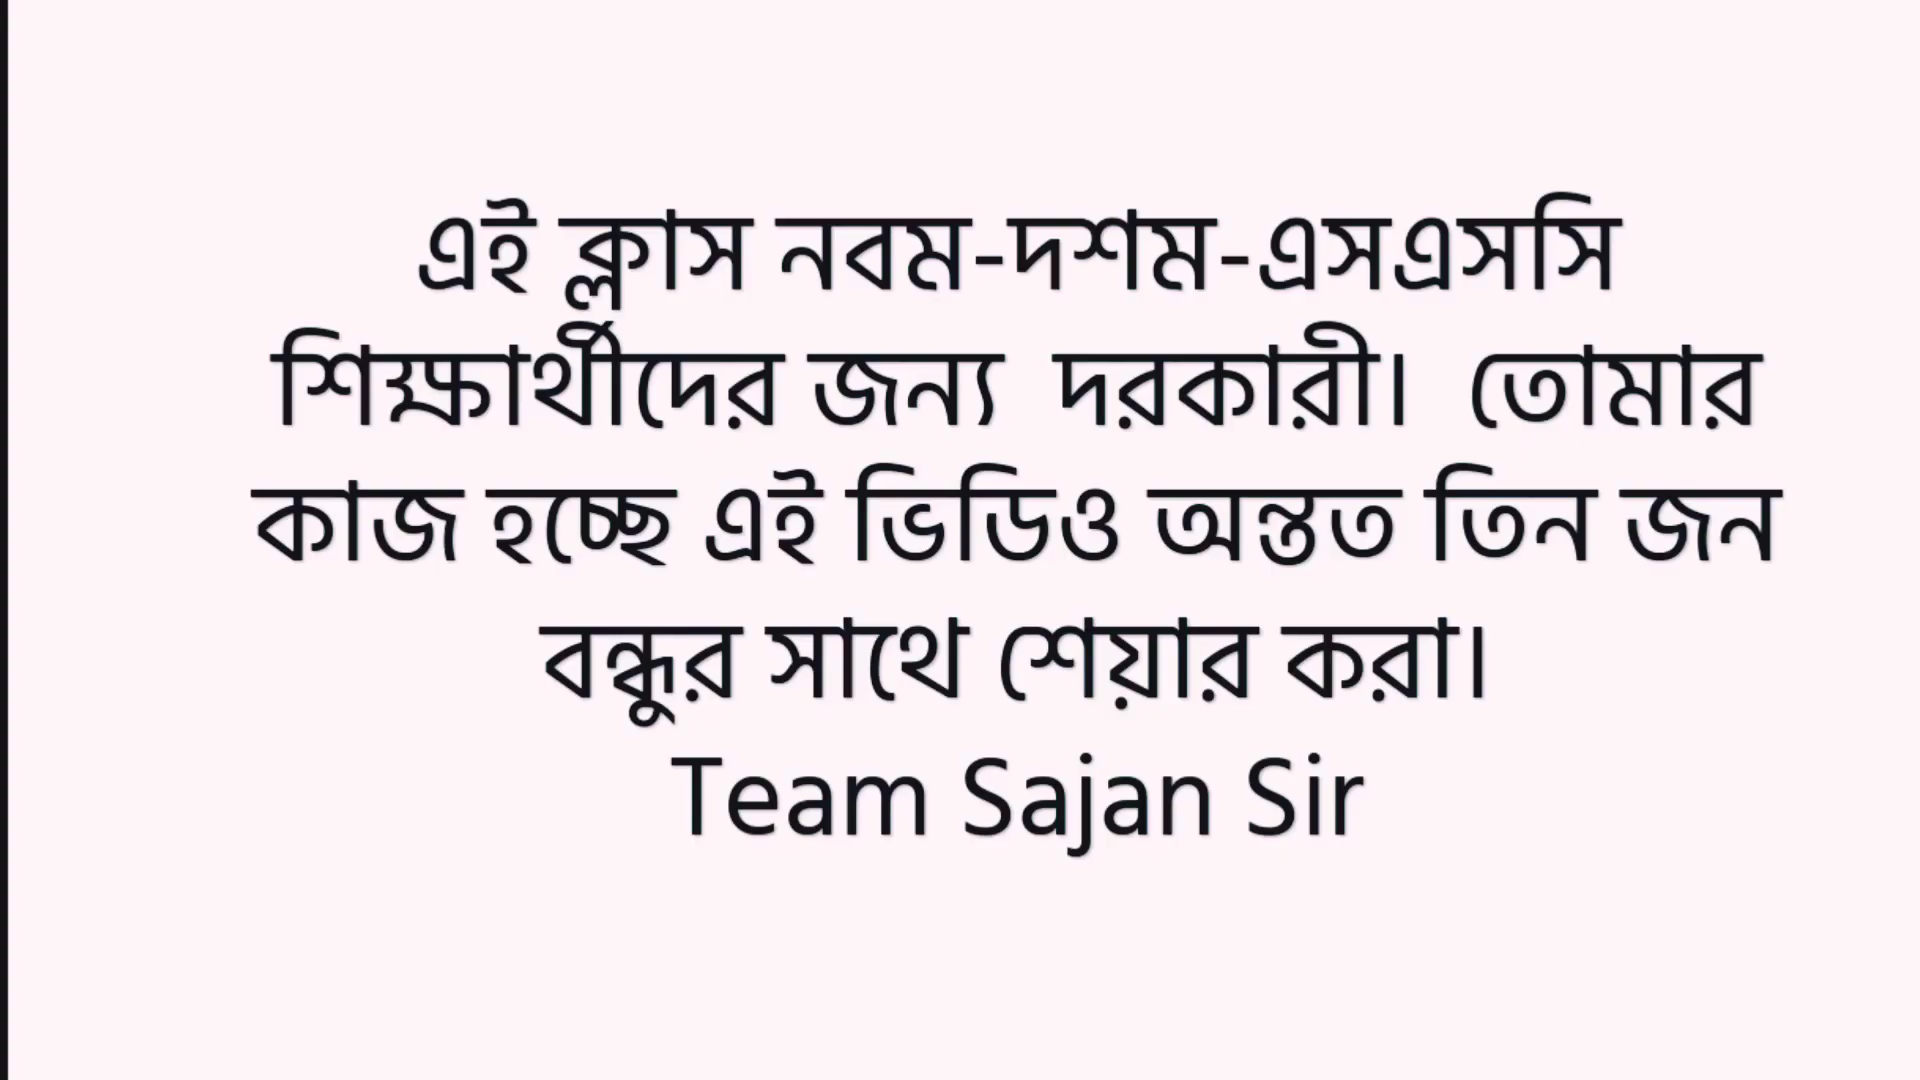 এই ক্লাস নবম-দশম-এসএসসি
শিক্ষার্থীদের জন্য  দরকারী।  তোমার
কাজ হচ্ছে এই ভিডিও অন্তত তিন জন
বন্ধুর সাথে শেয়ার করা।
Team Sajan Sir